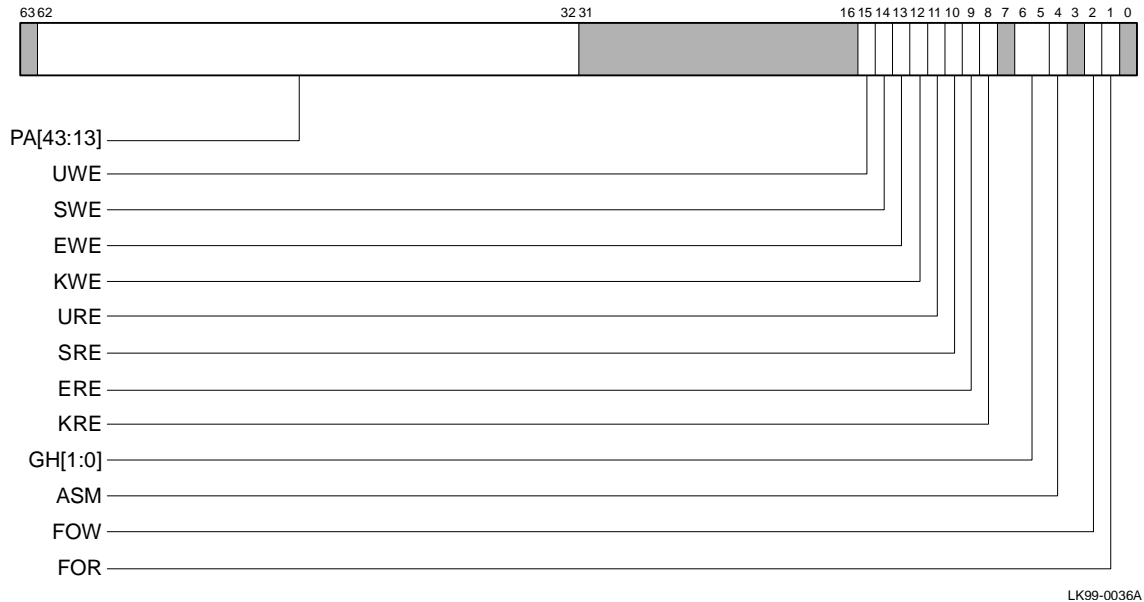 63 62 32 31 16 15 14 13 12 11 10 9 8 7 6 5 4 3 2 1 0
PA[43:13]
UWE
SWE
EWE
KWE
URE
SRE
ERE
KRE
GH[1:0]
ASM
FOW
FOR
LK99-0036A